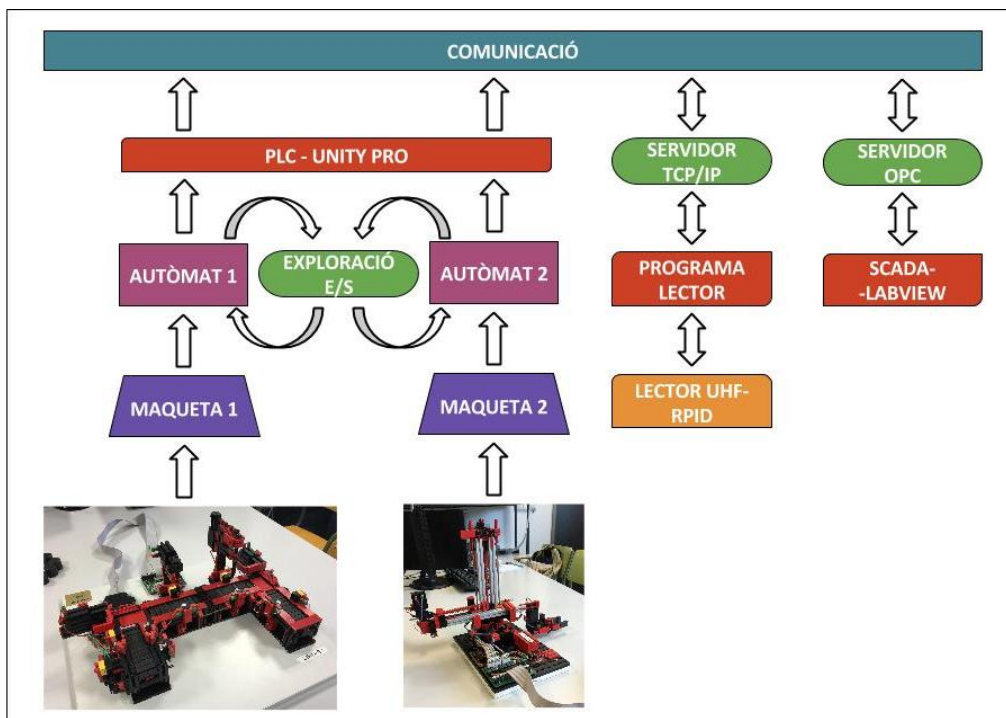 COMUNICACIÓ
PLC - UNITY PRO
SERVIDOR
TCP/IP
SERVIDOR
OPC
AUTÒMAT 1
EXPLORACIÓ
E/S
AUTÒMAT 2
PROGRAMA
LECTOR
SCADA-
-LABVIEW
MAQUETA 1
MAQUETA 2
LECTOR UHF-
RPID